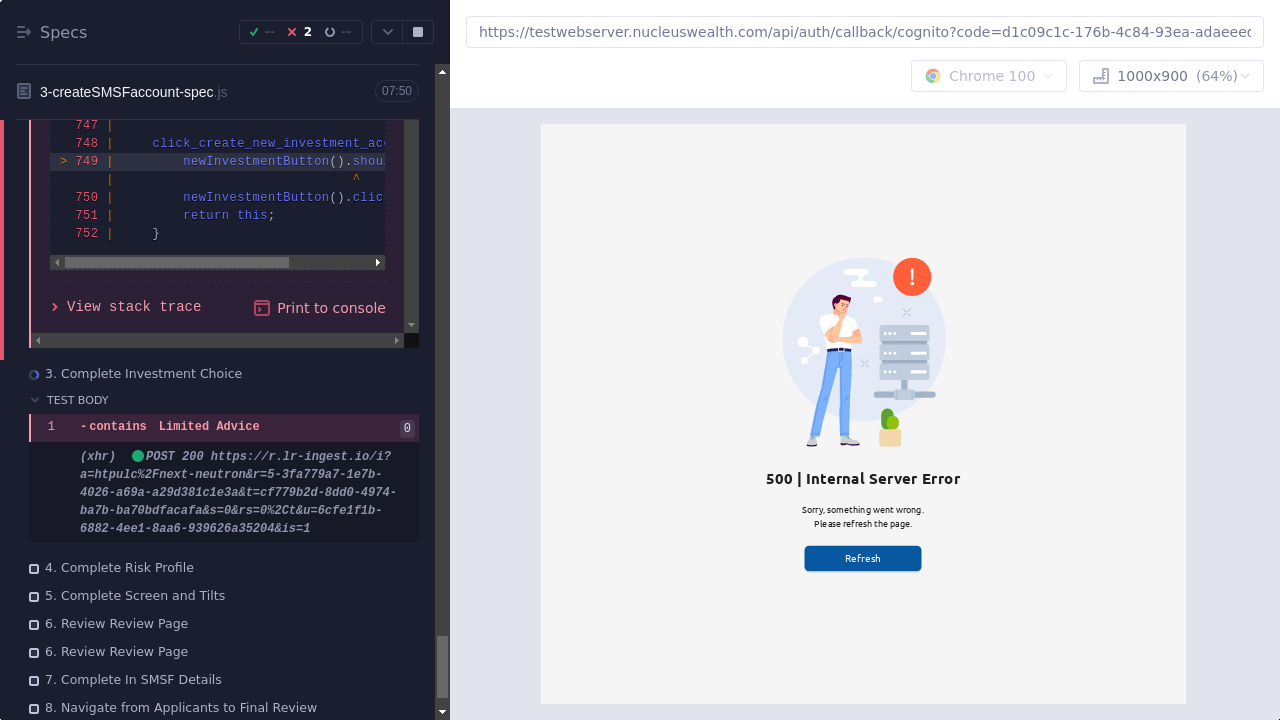 Specs
-- 2 --
3-createSMSFaccount-spec.js
07:50
747 |
748 | click_create_new_investment_acc
> 749 | newInvestmentButton().shou
| ^
750 | newInvestmentButton().clic
751 | return this;
752 | }
View stack trace
Print to console
3. Complete Investment Choice
TEST BODY
1 -contains Limited Advice 0
(xhr) POST 200 https://r.lr-ingest.io/i?
a=htpulc%2Fnext-neutron&r=5-3fa779a7-1e7b-
4026-a69a-a29d381c1e3a&t=cf779b2d-8dd0-4974-
ba7b-ba70bdfacafa&s=0&rs=0%2Ct&u=6cfe1f1b-
6882-4ee1-8aa6-939626a35204&is=1
4. Complete Risk Profile
5. Complete Screen and Tilts
6. Review Review Page
6. Review Review Page
7. Complete In SMSF Details
8. Navigate from Applicants to Final Review
https://testwebserver.nucleuswealth.com/api/auth/callback/cognito?code=d1c09c1c-176b-4c84-93ea-adaeeec
Chrome 100
1000x900 (64%)
!
500 | Internal Server Error
Sorry, something went wrong.
Please refresh the page.
Refresh